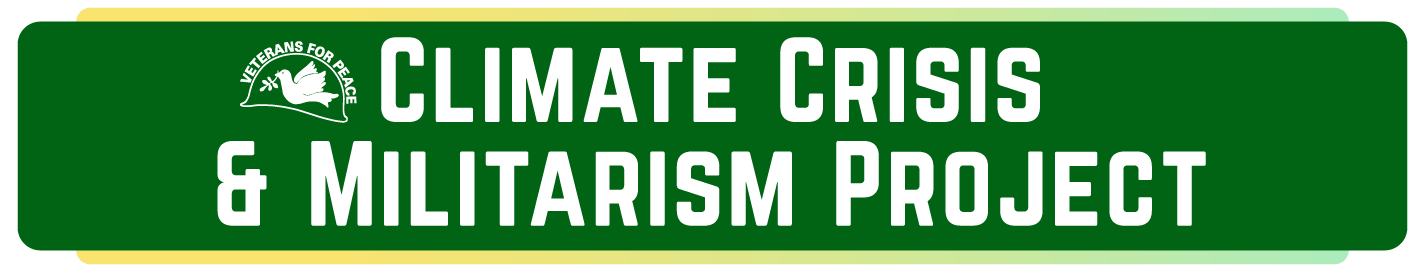 VETERANS FOR PEACE
CLIMATE CRISIS
& MILITARISM PROJECT